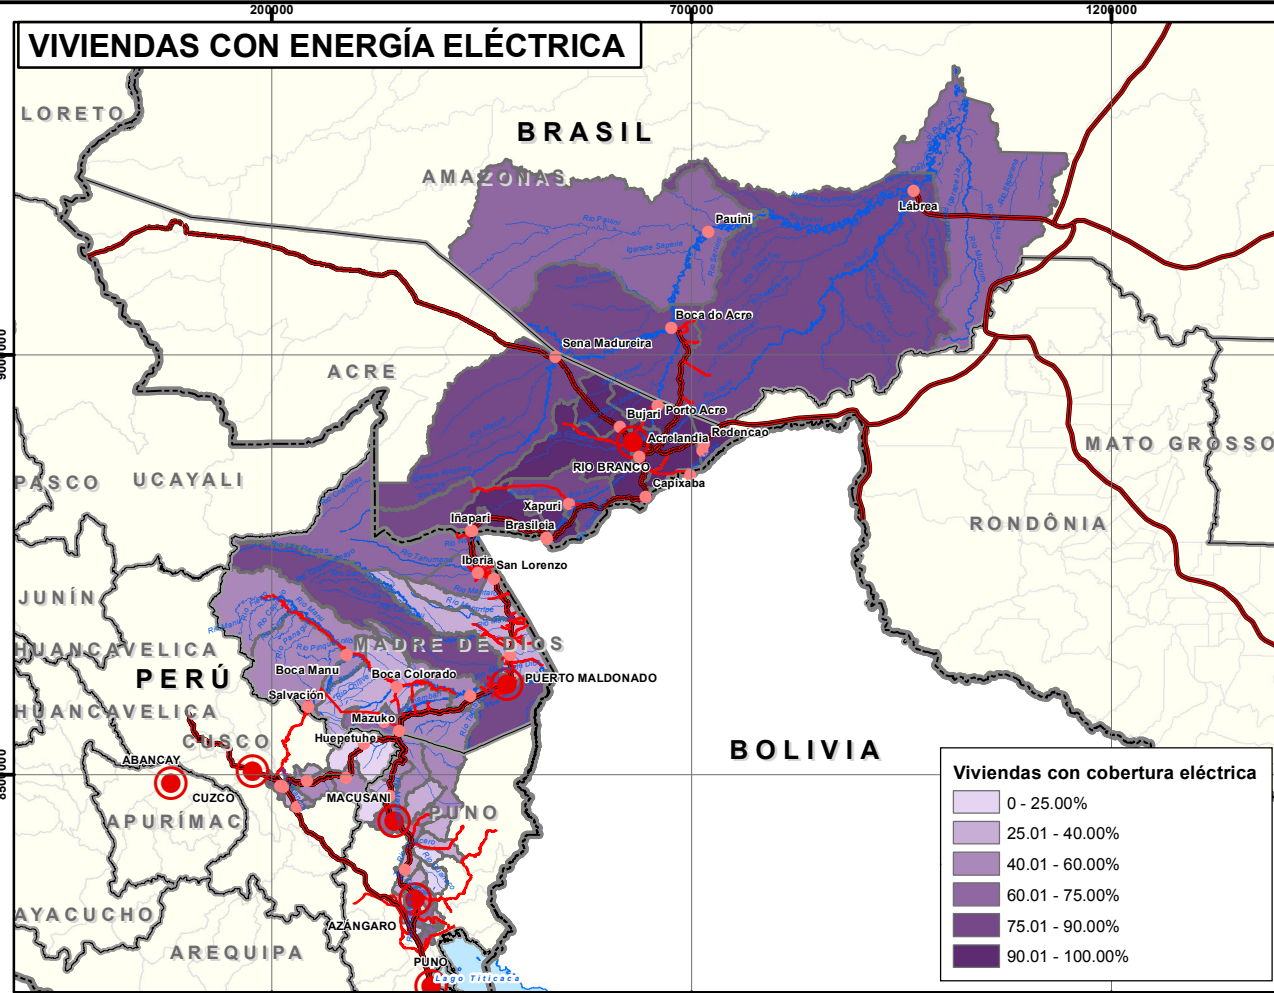 200000
700000
1200000
VIVIENDAS CON ENERGÍA ELÉCTRICA
LORETO
BRASIL
AMAZONAS
Lábrea
Pauini
Río Pauini
Boca do Acre
Sena Madureira
ACRE
Bujari
Porto Acre
Acrelandia
Redencao
MATO GROSSO
RIO BRANCO
PASCO
UCAYALI
Capixaba
Xapuri
Iñapari
Brasileia
RONDÔNIA
Iberia
San Lorenzo
JUNÍN
HUANCAVELICA
MADRE DE DIOS
Boca Manu
Boca Colorado
PERÚ
PUERTO MALDONADO
Salvación
HUANCAVELICA
Mazuko
CUSCO
Huepetuhe
BOLIVIA
ABANCAY
CUZCO
MACUSANI
PUNO
APURÍMAC
AYACUCHO
AZÁNGARO
AREQUIPA
PUNO
Lago Titicaca
Viviendas con cobertura eléctrica
0 - 25.00%
25.01 - 40.00%
40.01 - 60.00%
60.01 - 75.00%
75.01 - 90.00%
90.01 - 100.00%